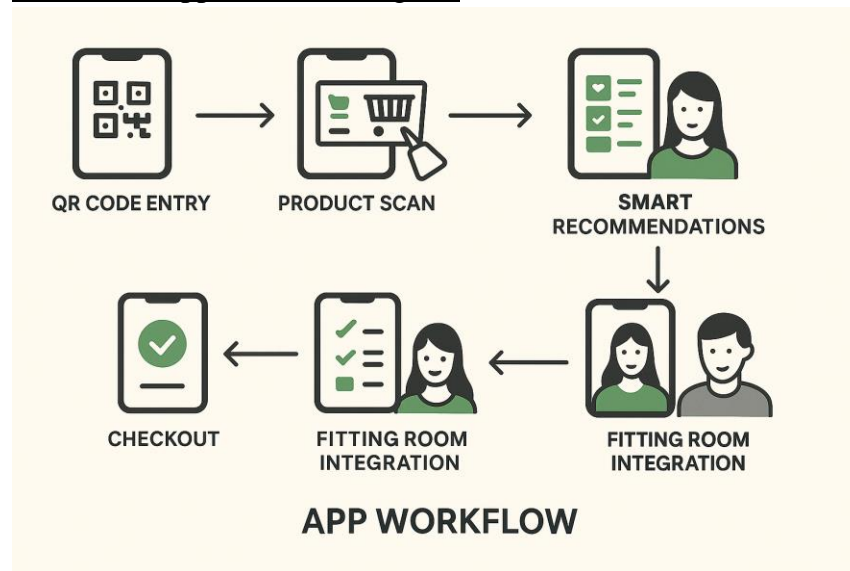 QR CODE ENTRY
PRODUCT SCAN
SMART
RECOMMENDATIONS
FITTING ROOM
INTEGRATION
FITTING ROOM
INTEGRATION
CHECKOUT
APP WORKFLOW